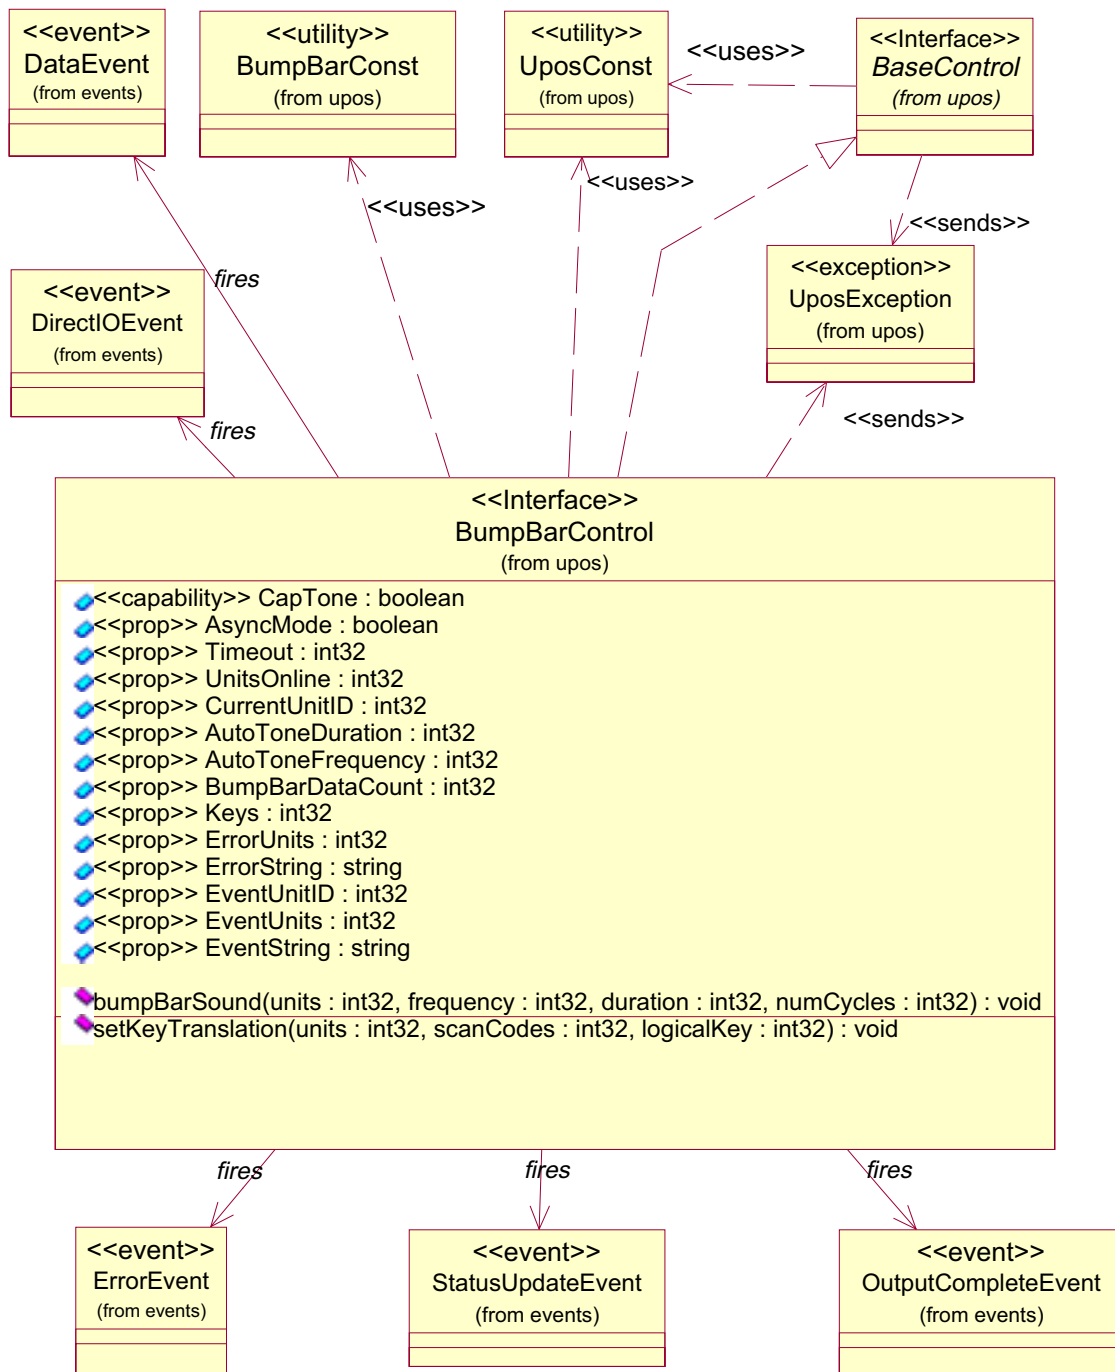 <<event>>
DataEvent
(from events)
<<utility>>
BumpBarConst
(from upos)
<<utility>>
UposConst
(from upos)
<<uses>>
<<Interface>>
BaseControl
(from upos)
<<uses>>
<<uses>>
<<sends>>
<<event>>
DirectIOEvent
(from events)
fires
<<exception>>
UposException
(from upos)
fires
<<sends>>
<<Interface>>
BumpBarControl
(from upos)
<<capability>> CapTone : boolean
<<prop>> AsyncMode : boolean
<<prop>> Timeout : int32
<<prop>> UnitsOnline : int32
<<prop>> CurrentUnitID : int32
<<prop>> AutoToneDuration : int32
<<prop>> AutoToneFrequency : int32
<<prop>> BumpBarDataCount : int32
<<prop>> Keys : int32
<<prop>> ErrorUnits : int32
<<prop>> ErrorString : string
<<prop>> EventUnitID : int32
<<prop>> EventUnits : int32
<<prop>> EventString : string
bumpBarSound(units : int32, frequency : int32, duration : int32, numCycles : int32) : void
setKeyTranslation(units : int32, scanCodes : int32, logicalKey : int32) : void
fires
fires
fires
<<event>>
ErrorEvent
(from events)
<<event>>
StatusUpdateEvent
(from events)
<<event>>
OutputCompleteEvent
(from events)